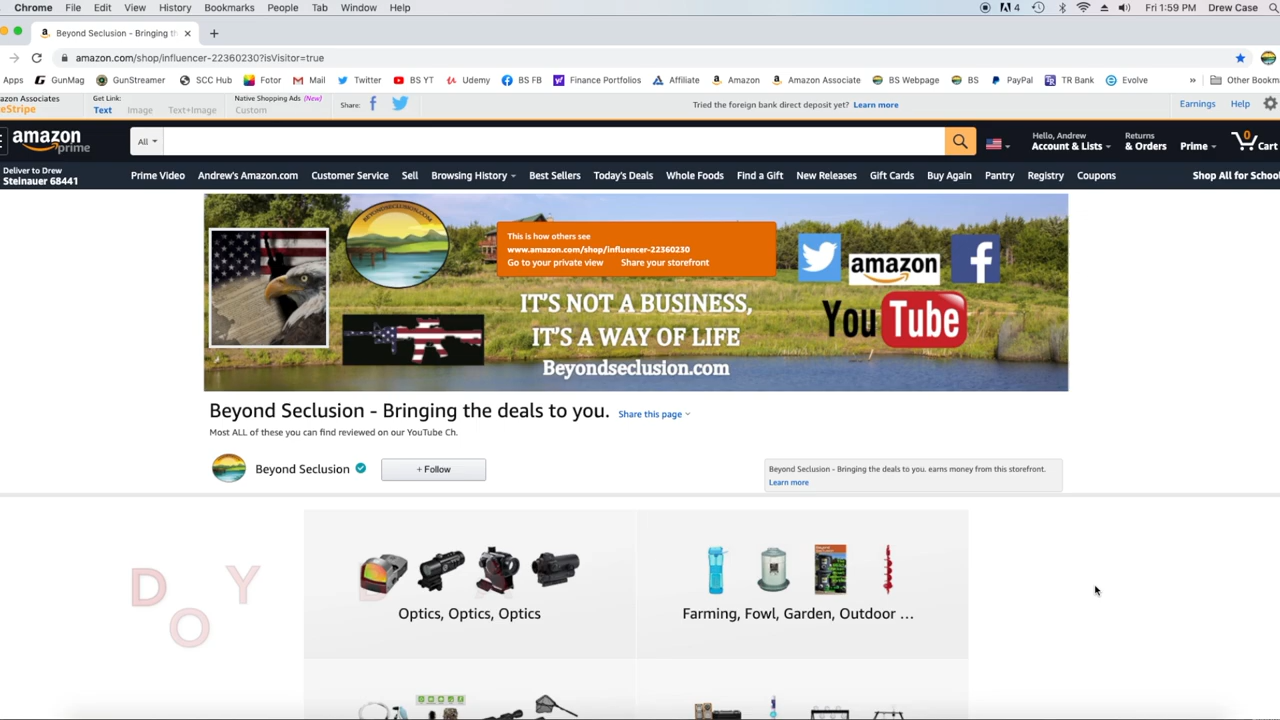 Chrome File Edit View History Bookmarks People Tab Window Help 4 Fri 1:59 PM Drew Case
Beyond Seclusion - Bringing th
amazon.com/shop/influencer-22360230?isVisitor=true
Apps GunMag GunStreamer SCC Hub Fotor Mail Twitter BS YT Udemy BS FB Finance Portfolios Affiliate Amazon Amazon Associate BS Webpage BS PayPal TR Bank Evolve » Other Bookm
azon Associates Get Link: Native Shopping Ads (New)
eStripe Text Image Text+Image Custom Share: Tried the foreign bank direct deposit yet? Learn more Earnings Help
amazon prime All Hello, Andrew Account & Lists Returns & Orders Prime 0 Cart
Deliver to Drew
Steinauer 68441
Prime Video Andrew's Amazon.com Customer Service Sell Browsing History Best Sellers Today's Deals Whole Foods Find a Gift New Releases Gift Cards Buy Again Pantry Registry Coupons Shop All for School
BEYONDSECLUSION.COM
This is how others see
www.amazon.com/shop/influencer-22360230
Go to your private view Share your storefront
amazon
YouTube
IT'S NOT A BUSINESS,
IT'S A WAY OF LIFE
Beyondseclusion.com
Beyond Seclusion - Bringing the deals to you. Share this page
Most ALL of these you can find reviewed on our YouTube Ch.
Beyond Seclusion + Follow
Beyond Seclusion - Bringing the deals to you. earns money from this storefront.
Learn more
D O Y
Optics, Optics, Optics
Farming, Fowl, Garden, Outdoor ...